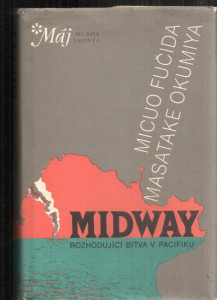 Máj
MLADÁ
FRONTA
MICUO FUČIDA
MASATAKE OKUMIYA
MIDWAY
ROZHODUJÍCÍ BITVA V PACIFIKU